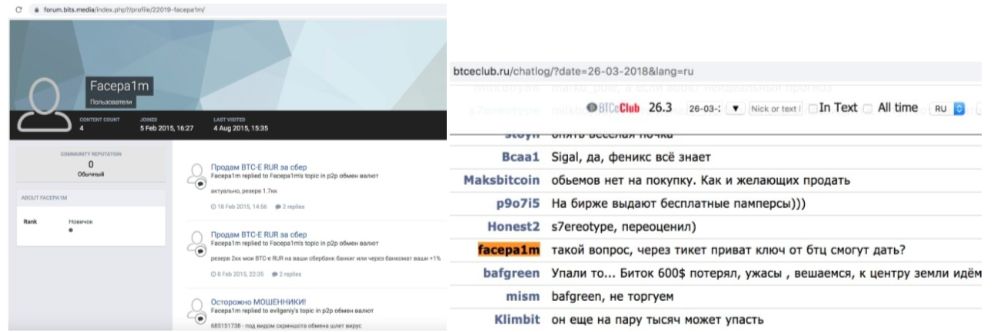 forum.bits.media/index.php?/profile/22019-facepa1m/
Facepa1m
Пользователи
CONTENT COUNT
4
JOINED
5 Feb 2015, 16:27
LAST VISITED
4 Aug 2015, 15:35
COMMUNITY REPUTATION
0
Обычный
ABOUT FACEPA1M
Rank Новичок
Продам BTC-E RUR за сбер
Facepa1m replied to Facepa1m's topic in p2p обмен валют
актуально, резерв 1.7кк
18 Feb 2015, 14:56 2 replies
Продам BTC-E RUR за сбер
Facepa1m replied to Facepa1m's topic in p2p обмен валют
резерв 2кк мои BTC-e RUR на ваши сбербанк банкинг или через банкомат ваши +1%
8 Feb 2015, 22:35 2 replies
Осторожно МОШЕННИКИ!
Facepa1m replied to evilgeniy's topic in p2p обмен валют
685151738 - под видом скриншота обмена шлет вирус
btceclub.ru/chatlog/?date=26-03-2018&lang=ru
BTCeClub 26.3 26-03-2 Nick or text In Text All time RU
опять веселая ночка
Bcaa1 Sigal, да, феникс всё знает
Maksbitcoin обьемов нет на покупку. Как и желающих продать
p9o7i5 На бирже выдают бесплатные памперсы)))
Honest2 s7ereotype, переоценил)
facepa1m такой вопрос, через тикет приват ключ от бтц смогут дать?
bafgreen Упали то... Биток 600$ потерял, ужасы , вешаемся, к центру земли идём
mism bafgreen, не торгуем
Klimbit он еще на пару тысяч может упасть